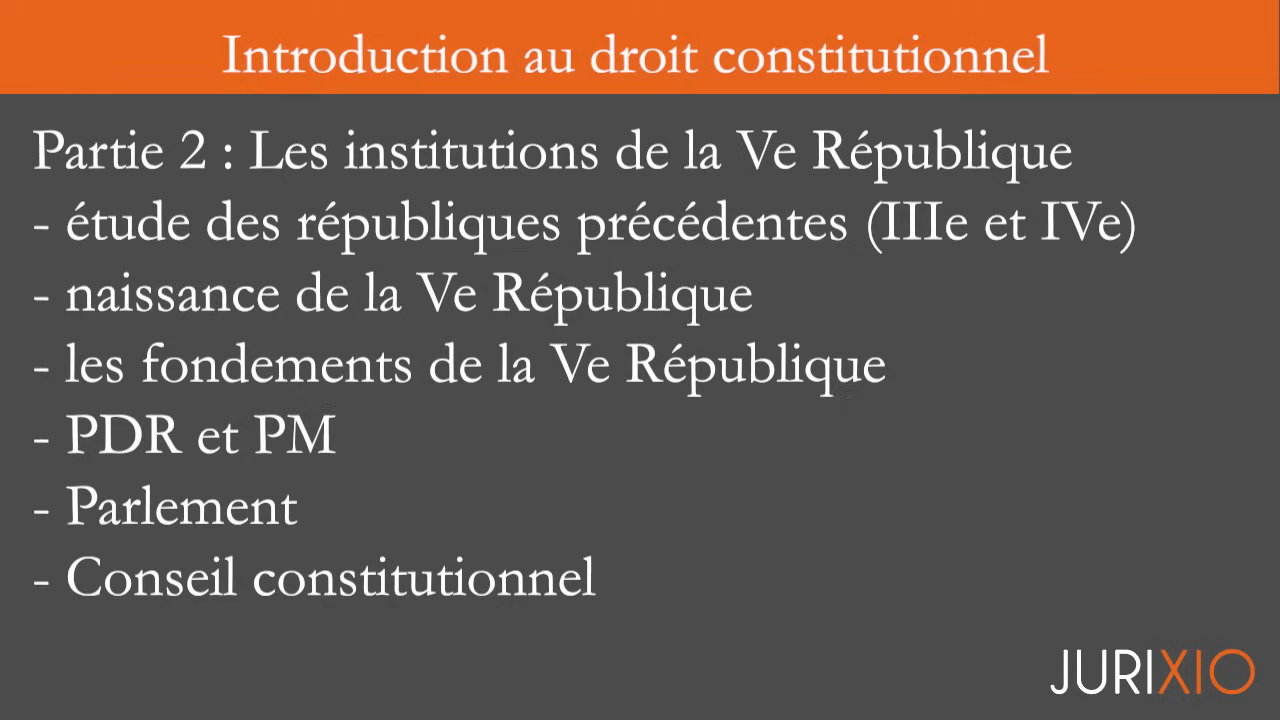 Introduction au droit constitutionnel
Partie 2 : Les institutions de la Ve République
- étude des républiques précédentes (IIIe et IVe)
- naissance de la Ve République
- les fondements de la Ve République
- PDR et PM
- Parlement
- Conseil constitutionnel
JURIXIO